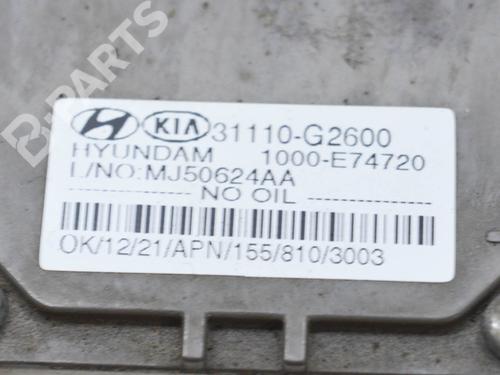 B-PARTS
KIA 31110-G2600
HYUNDAM 1000-E74720
L/NO:MJ50624AA
NO OIL
OK/12/21/APN/155/810/3003